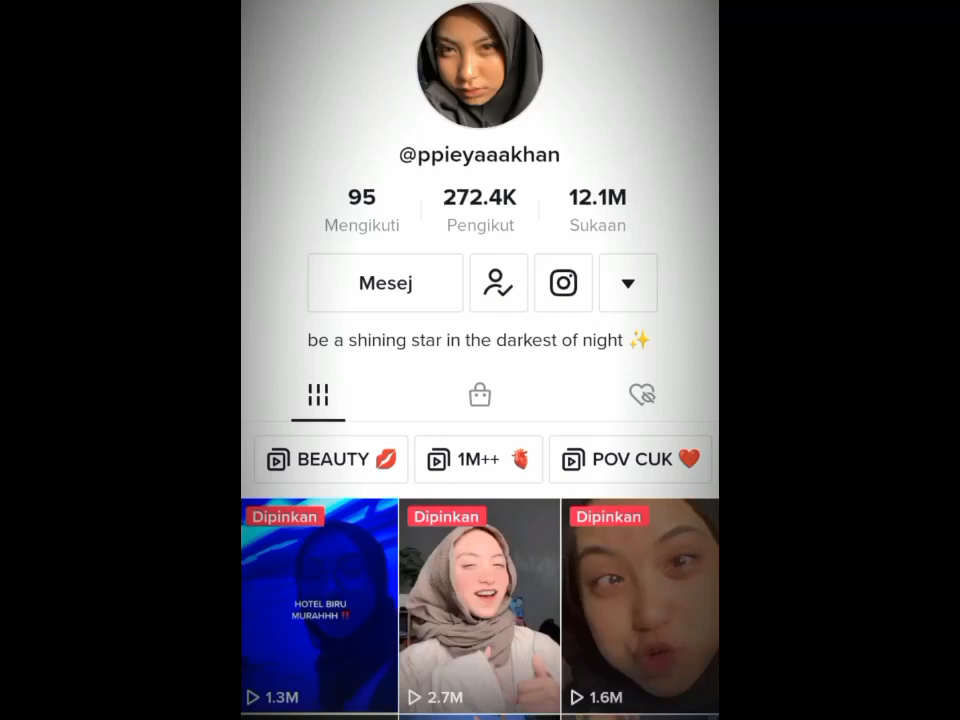 @ppieyaaakhan
95 272.4K 12.1M
Mengikuti Pengikut Sukaan
Mesej
be a shining star in the darkest of night ✨
BEAUTY 💋 1M++ 🫀 POV CUK ❤️
Dipinkan Dipinkan Dipinkan
HOTEL BIRU
MURAHHH ‼️
1.3M 2.7M 1.6M